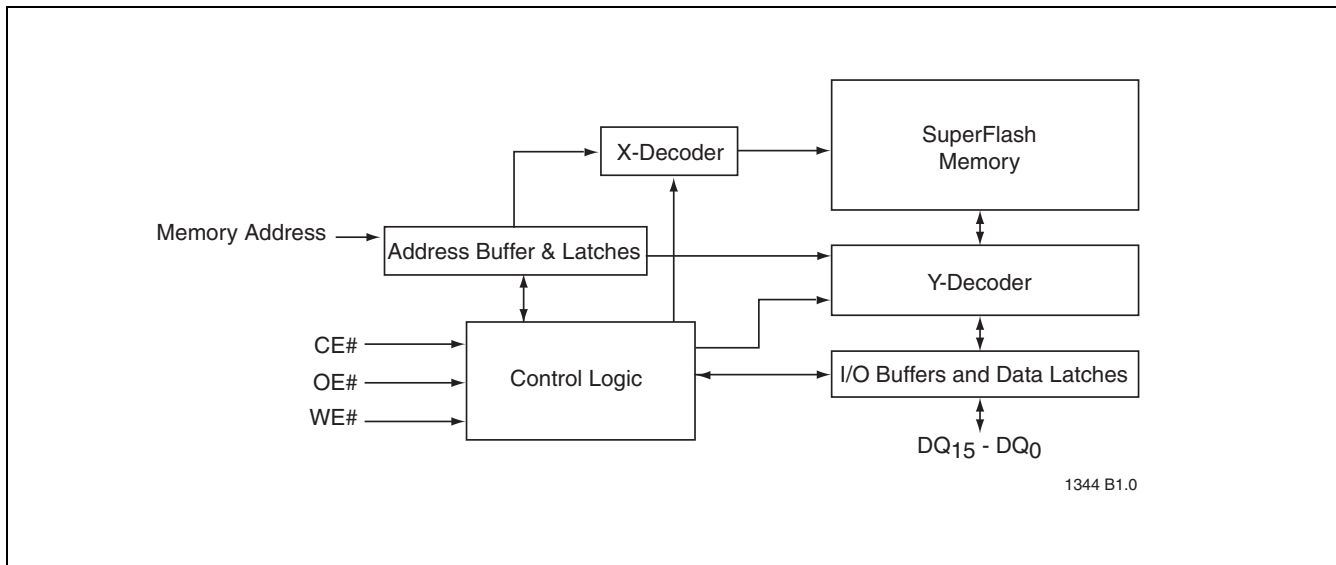 SuperFlash
Memory
X-Decoder
Memory Address
Address Buffer & Latches
Y-Decoder
CE#
OE#
WE#
Control Logic
I/O Buffers and Data Latches
DQ15 - DQ0
1344 B1.0